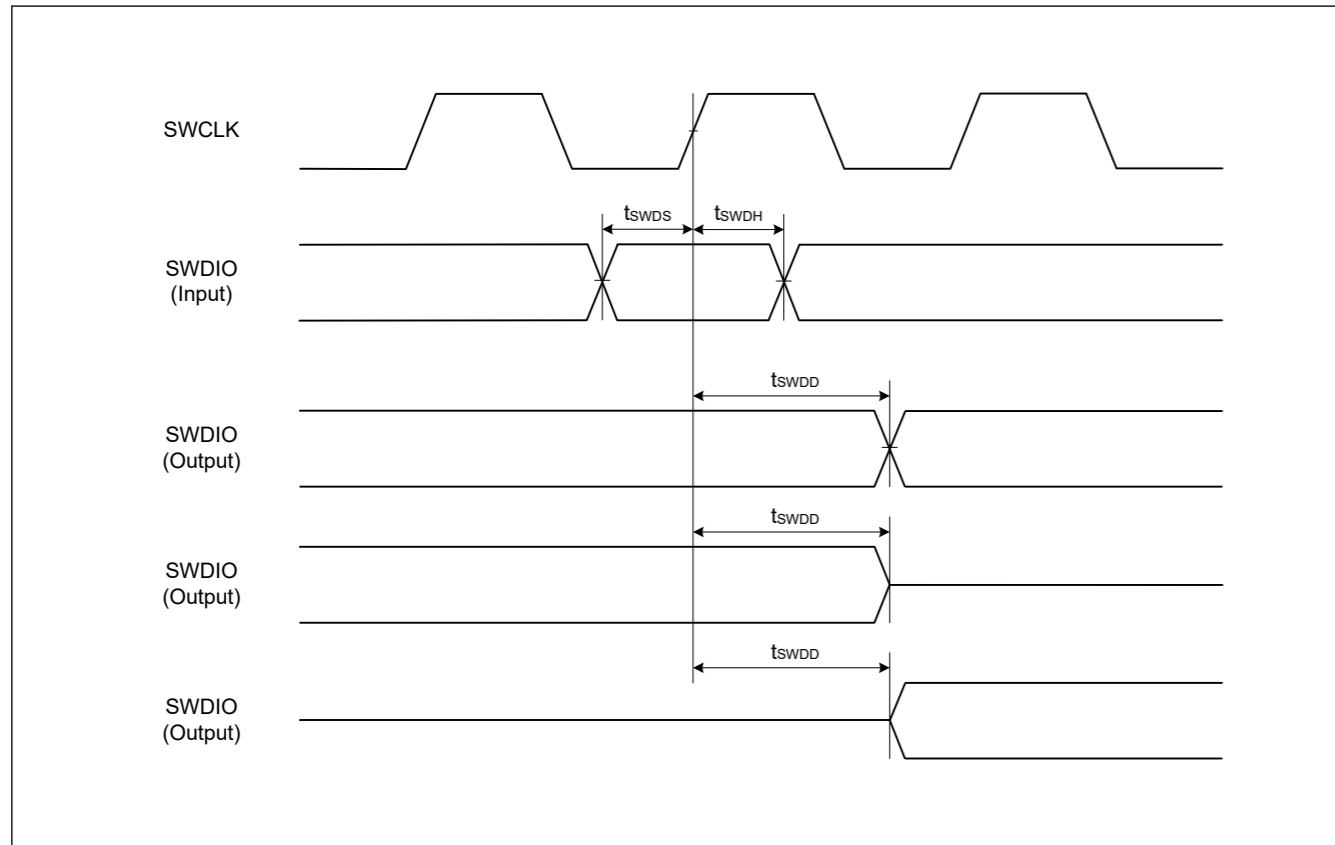 SWCLK
tSWDS
tSWDH
SWDIO
(Input)
tSWDD
SWDIO
(Output)
tSWDD
SWDIO
(Output)
tSWDD
SWDIO
(Output)